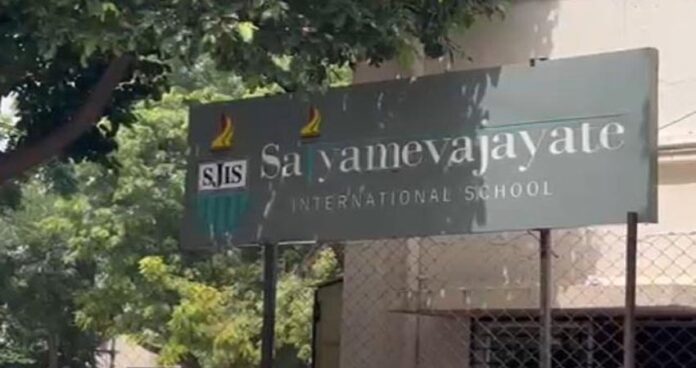 SJIS
Satyamevajayate
INTERNATIONAL SCHOOL